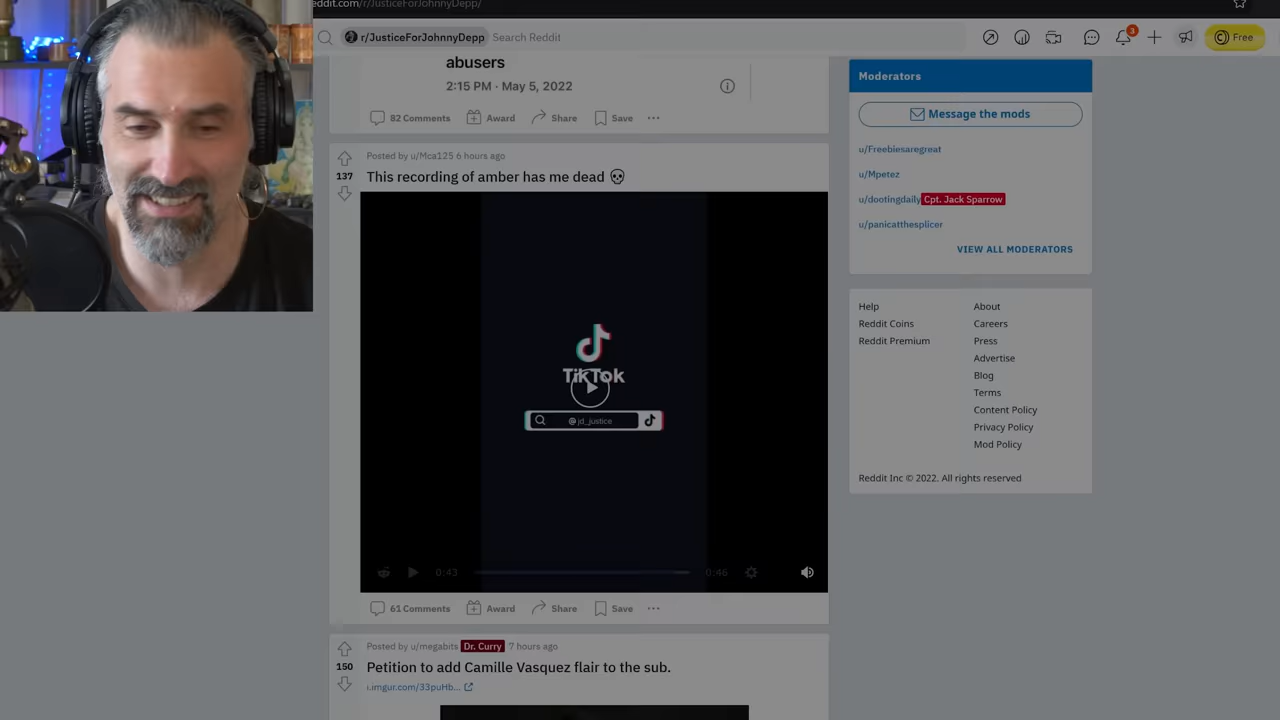 eddit.com/r/JusticeForJohnnyDepp/
r/JusticeForJohnnyDepp Search Reddit
3
Free
abusers
2:15 PM · May 5, 2022
82 Comments Award Share Save
Posted by u/Mca125 6 hours ago
137
This recording of amber has me dead 💀
TikTok
@jd_justice
0:43 0:46
61 Comments Award Share Save
Posted by u/megabits Dr. Curry 7 hours ago
150
Petition to add Camille Vasquez flair to the sub.
i.imgur.com/33puHb...
Moderators
Message the mods
u/Freebiesaregreat
u/Mpetez
u/dootingdaily Cpt. Jack Sparrow
u/panicatthesplicer
VIEW ALL MODERATORS
Help About
Reddit Coins Careers
Reddit Premium Press
Advertise
Blog
Terms
Content Policy
Privacy Policy
Mod Policy
Reddit Inc © 2022. All rights reserved